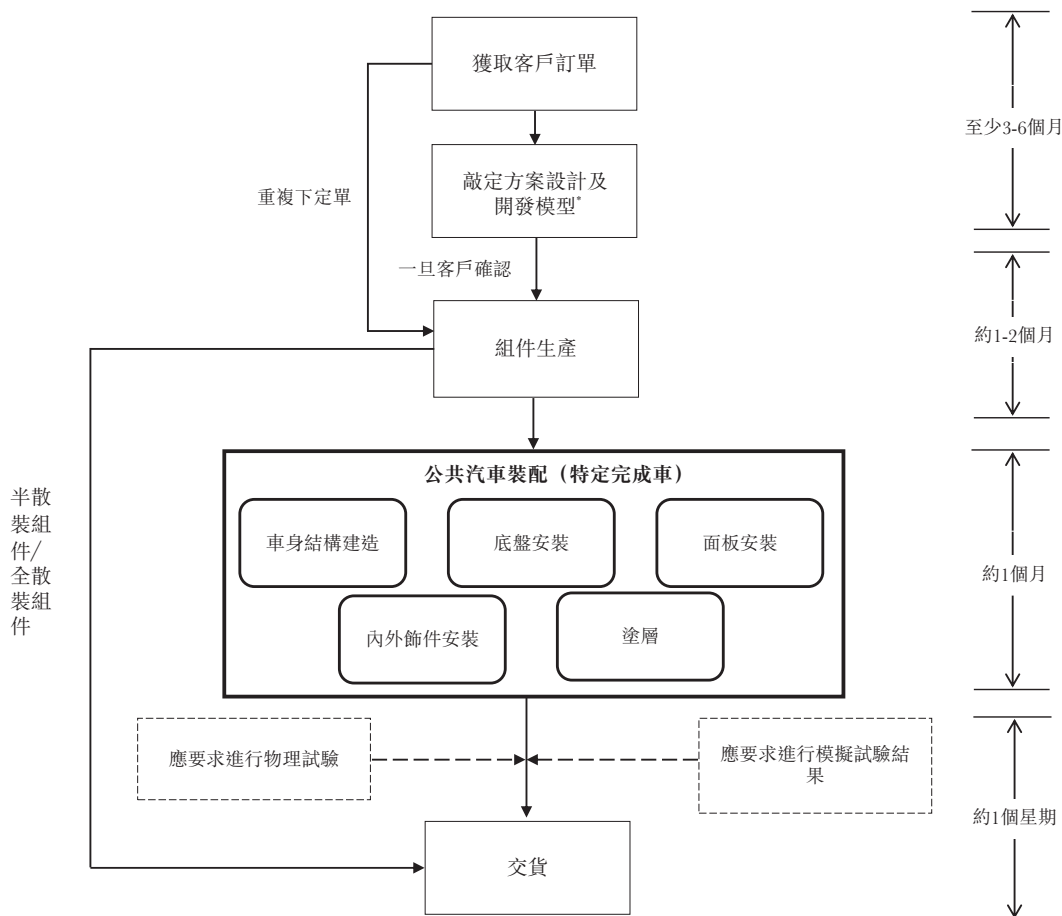 獲取客戶訂單
至少3-6個月
敲定方案設計及
開發模型*
重複下定單
一旦客戶確認
組件生產
約1-2個月
公共汽車裝配（特定完成車）
半散
裝組
件/
全散
裝組
件
車身結構建造
底盤安裝
面板安裝
約1個月
內外飾件安裝
塗層
應要求進行物理試驗
應要求進行模擬試驗結
果
約1個星期
交貨